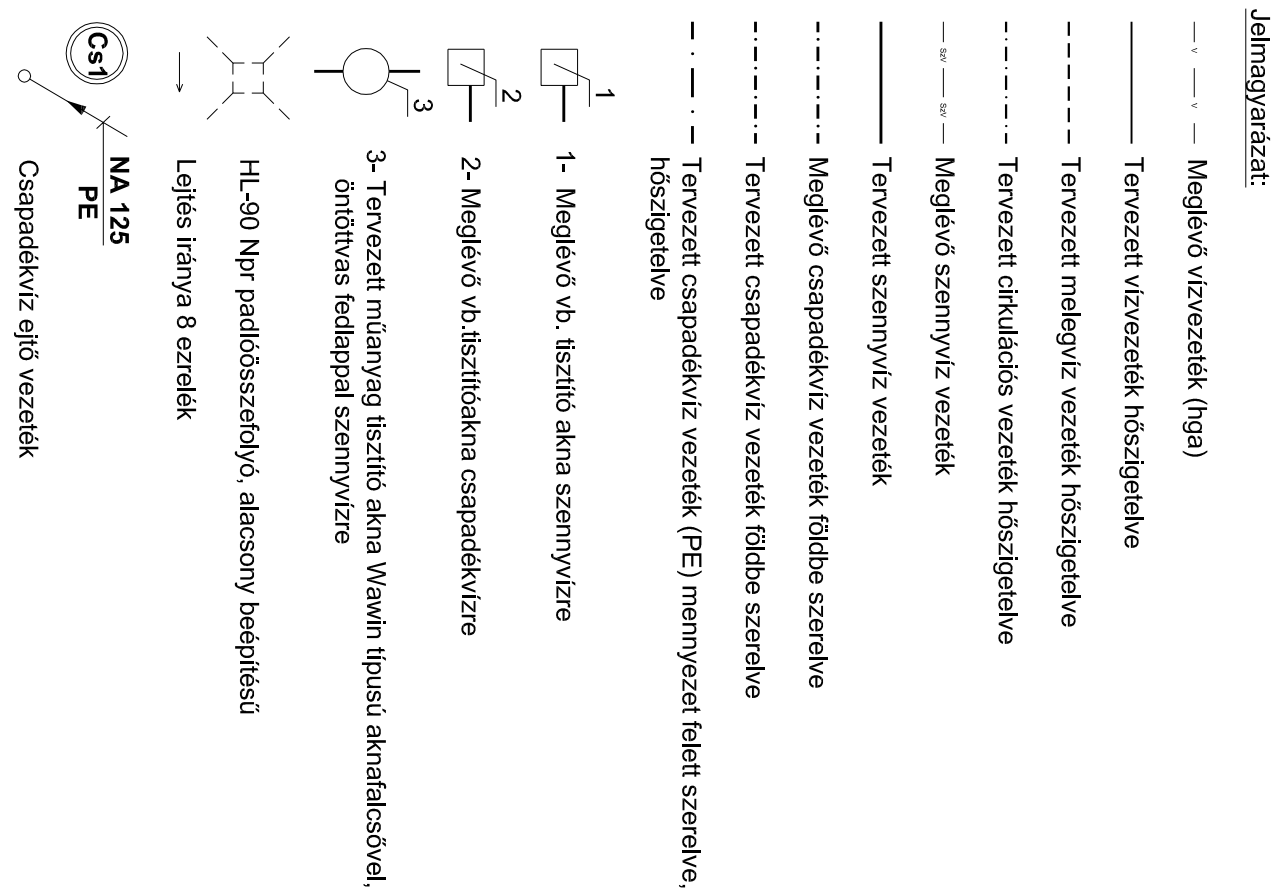 Jelmagyarázat:
V V Meglévő vízvezeték (hga)
Tervezett vízvezeték hőszigetelve
Tervezett melegvíz vezeték hőszigetelve
Tervezett cirkulációs vezeték hőszigetelve
SzV SzV Meglévő szennyvíz vezeték
Tervezett szennyvíz vezeték
Meglévő csapadékvíz vezeték földbe szerelve
Tervezett csapadékvíz vezeték földbe szerelve
Tervezett csapadékvíz vezeték (PE) mennyezet felett szerelve,
hőszigetelve
1
1- Meglévő vb. tisztító akna szennyvízre
2
2- Meglévő vb.tisztítóakna csapadékvízre
3
3- Tervezett műanyag tisztító akna Wawin típusú aknafalcsővel,
öntöttvas fedlappal szennyvízre
HL-90 Npr padlóösszefolyó, alacsony beépítésű
Lejtés iránya 8 ezrelék
Cs1
NA 125
PE
Csapadékvíz ejtő vezeték